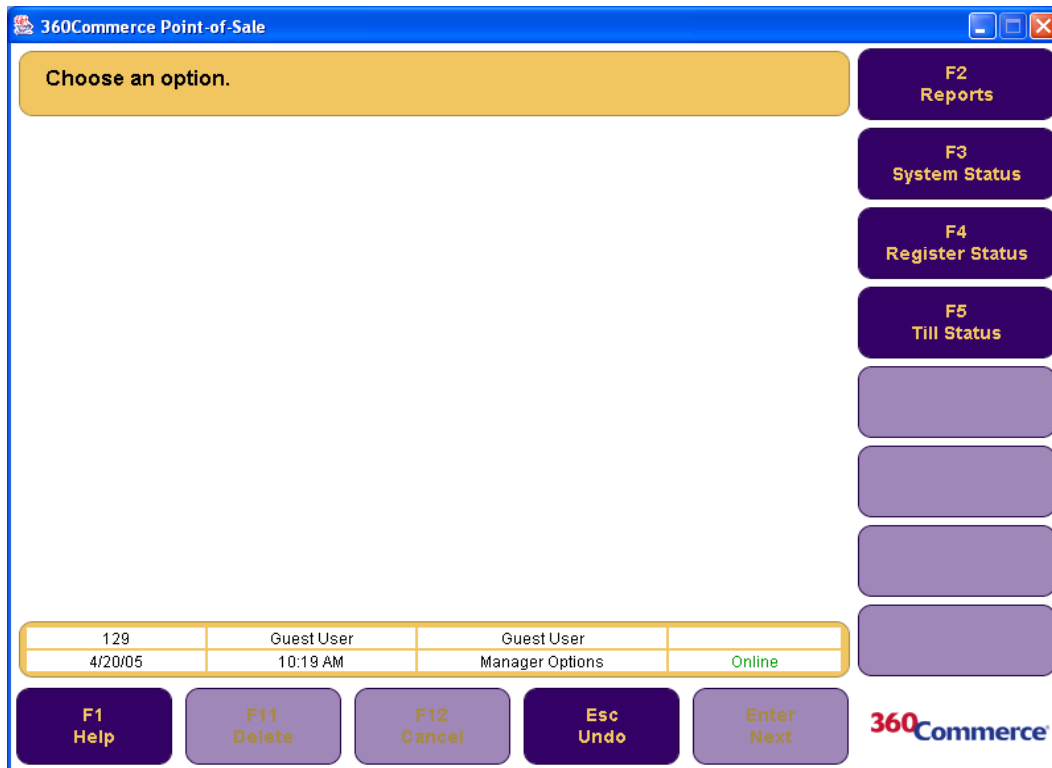 360Commerce Point-of-Sale
Choose an option.
F2
Reports
F3
System Status
F4
Register Status
F5
Till Status
129 Guest User Guest User
4/20/05 10:19 AM Manager Options Online
F1
Help
F11
Delete
F12
Cancel
Esc
Undo
Enter
Next
360Commerce